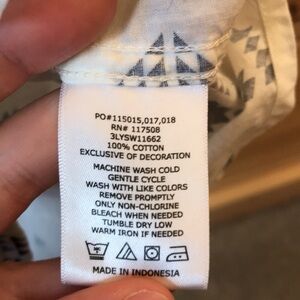 PO#115015,017,018
RN# 117508
3LYSW11662
100% COTTON
EXCLUSIVE OF DECORATION
MACHINE WASH COLD
GENTLE CYCLE
WASH WITH LIKE COLORS
REMOVE PROMPTLY
ONLY NON-CHLORINE
BLEACH WHEN NEEDED
TUMBLE DRY LOW
WARM IRON IF NEEDED
MADE IN INDONESIA